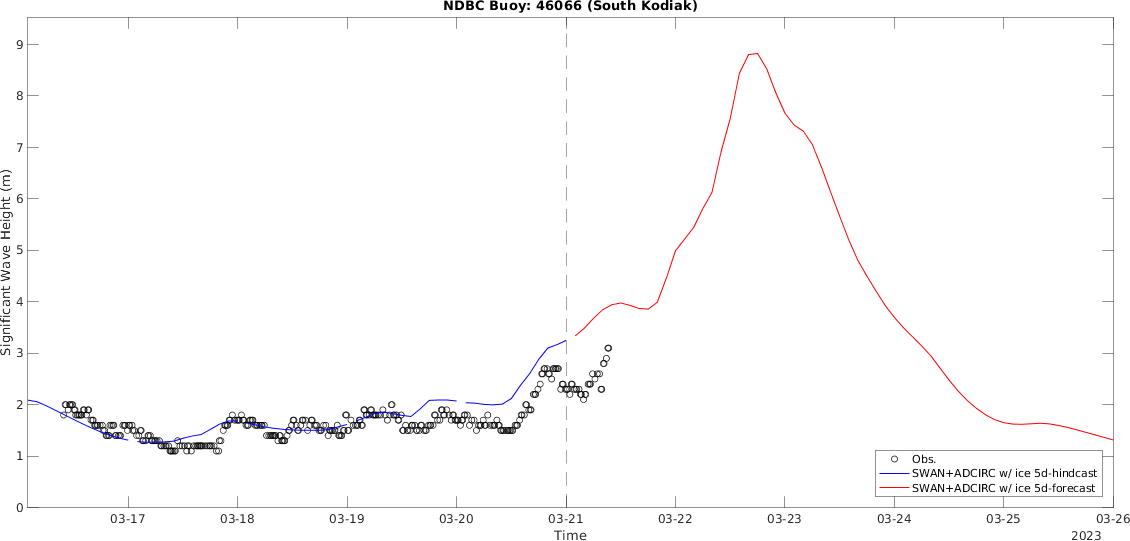 NDBC Buoy: 46066 (South Kodiak)
Significant Wave Height (m)
9
8
7
6
5
4
3
2
1
0
Obs.
SWAN+ADCIRC w/ ice 5d-hindcast
SWAN+ADCIRC w/ ice 5d-forecast
03-17 03-18 03-19 03-20 03-21 03-22 03-23 03-24 03-25 03-26
Time
2023